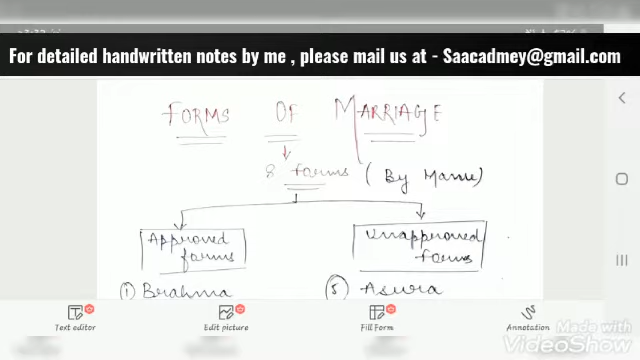 For detailed handwritten notes by me , please mail us at - Saacadmey@gmail.com
FORMS OF MARRIAGE
8 forms (By Manu)
Approved forms
Unapproved forms
① Brahma
⑤ Asura
Text editor
Edit picture
Fill Form
Annotation
Made with
VideoShow